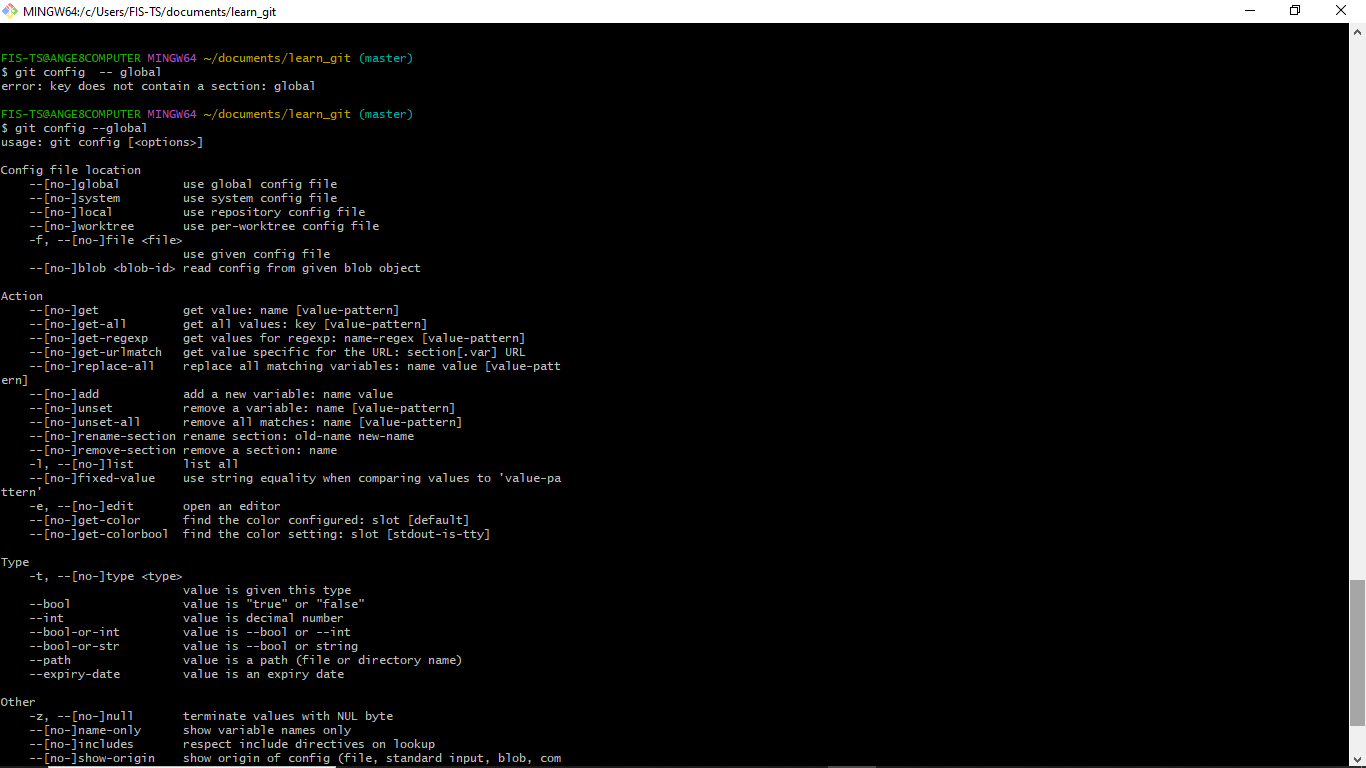 MINGW64:/c/Users/FIS-TS/documents/learn_git
FIS-TS@ANGE8COMPUTER MINGW64 ~/documents/learn_git (master)
$ git config  -- global
error: key does not contain a section: global
FIS-TS@ANGE8COMPUTER MINGW64 ~/documents/learn_git (master)
$ git config --global
usage: git config [<options>]
Config file location
    --[no-]global         use global config file
    --[no-]system         use system config file
    --[no-]local          use repository config file
    --[no-]worktree       use per-worktree config file
    -f, --[no-]file <file>
                          use given config file
    --[no-]blob <blob-id> read config from given blob object
Action
    --[no-]get            get value: name [value-pattern]
    --[no-]get-all        get all values: key [value-pattern]
    --[no-]get-regexp     get values for regexp: name-regex [value-pattern]
    --[no-]get-urlmatch   get value specific for the URL: section[.var] URL
    --[no-]replace-all    replace all matching variables: name value [value-patt
ern]
    --[no-]add            add a new variable: name value
    --[no-]unset          remove a variable: name [value-pattern]
    --[no-]unset-all      remove all matches: name [value-pattern]
    --[no-]rename-section rename section: old-name new-name
    --[no-]remove-section remove a section: name
    -l, --[no-]list       list all
    --[no-]fixed-value    use string equality when comparing values to 'value-pa
ttern'
    -e, --[no-]edit       open an editor
    --[no-]get-color      find the color configured: slot [default]
    --[no-]get-colorbool  find the color setting: slot [stdout-is-tty]
Type
    -t, --[no-]type <type>
                          value is given this type
    --bool                value is "true" or "false"
    --int                 value is decimal number
    --bool-or-int         value is --bool or --int
    --bool-or-str         value is --bool or string
    --path                value is a path (file or directory name)
    --expiry-date         value is an expiry date
Other
    -z, --[no-]null       terminate values with NUL byte
    --[no-]name-only      show variable names only
    --[no-]includes       respect include directives on lookup
    --[no-]show-origin    show origin of config (file, standard input, blob, com